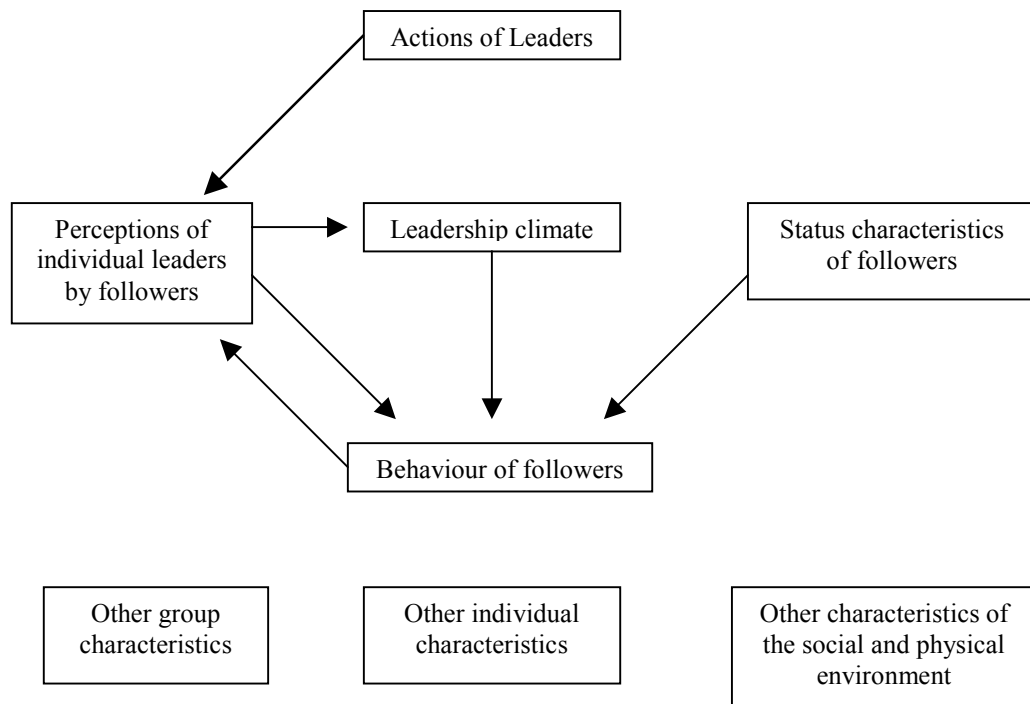 Actions of Leaders
Perceptions of
individual leaders
by followers
Leadership climate
Status characteristics
of followers
Behaviour of followers
Other group
characteristics
Other individual
characteristics
Other characteristics of
the social and physical
environment